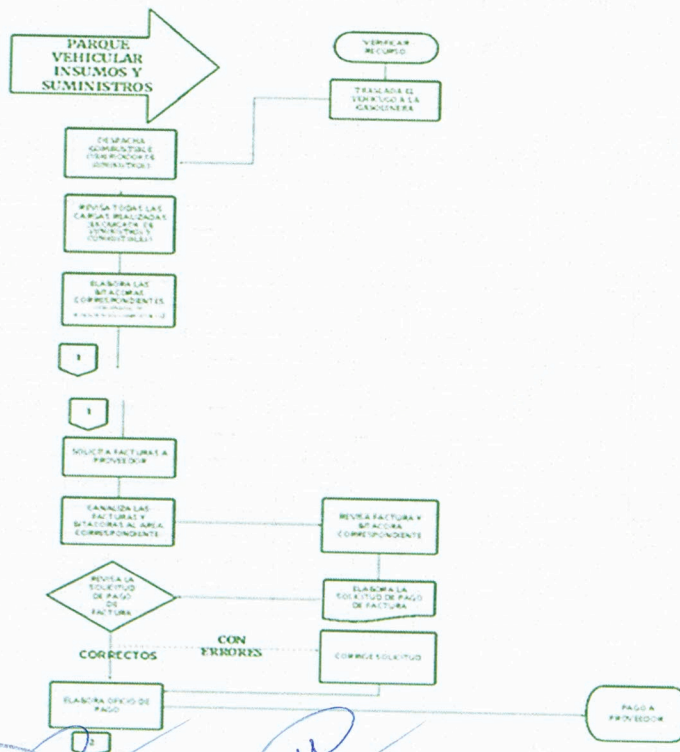 PARQUE
VEHICULAR
INSUMOS Y
SUMINISTROS
VERIFICAR
RECURSO
TRASLADA EL
VEHICULO A LA
GASOLINERA
DESPACHA
COMBUSTIBLE
REVISA TODAS LAS
CARGAS REALIZADAS
ELABORA LAS
BITACORAS
CORRESPONDIENTES
1
1
SOLICITA FACTURAS A
PROVEEDOR
CANALIZA LAS
FACTURAS Y
BITACORAS AL AREA
CORRESPONDIENTE
REVISA FACTURA Y
BITACORA
CORRESPONDIENTE
REVISA LA
SOLICITUD
DE PAGO
DE
FACTURA
ELABORA LA
SOLICITUD DE PAGO
DE FACTURA
CON
ERRORES
CORRECTOS
CORRIGE SOLICITUD
ELABORA OFICIO DE
PAGO
PAGO A
PROVEEDOR
2